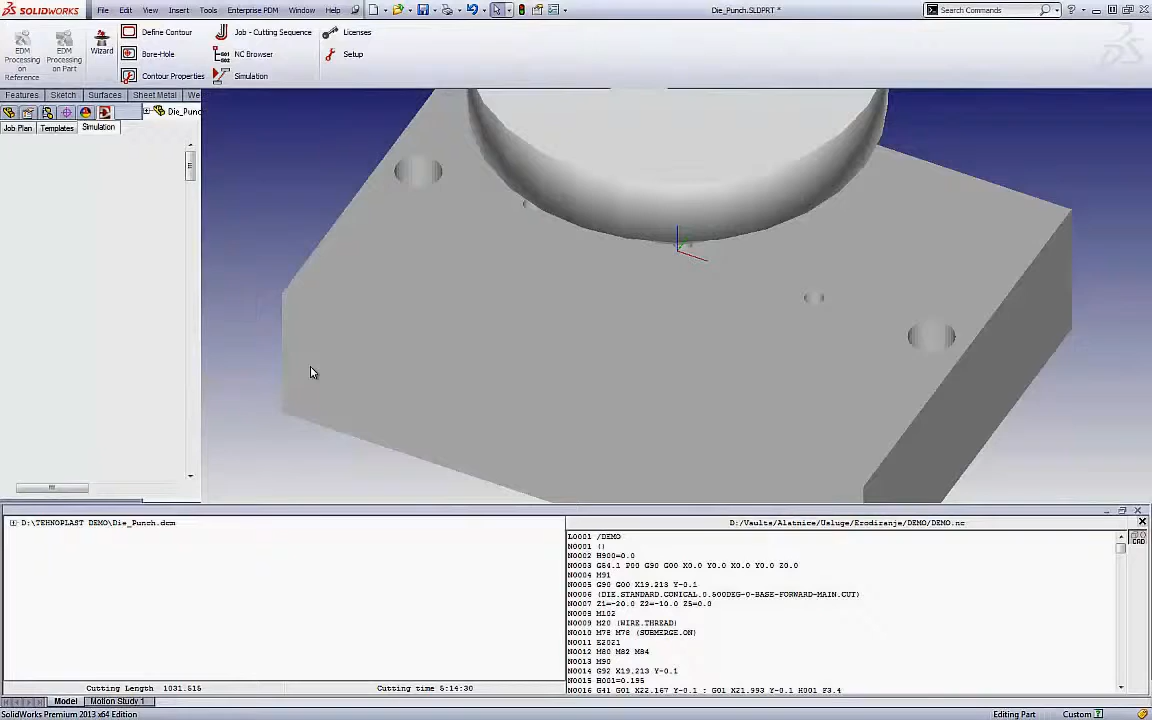 SOLIDWORKS File Edit View Insert Tools Enterprise PDM Window Help Die_Punch.SLDPRT * Search Commands
EDM Processing on Reference
EDM Processing on Part
Wizard
Define Contour
Bore-Hole
Contour Properties
Job - Cutting Sequence
NC Browser
Simulation
Licenses
Setup
Features Sketch Surfaces Sheet Metal We
Die_Punc
Job Plan Templates Simulation
D:\TEHNOPLAST DEMO\Die_Punch.dcm
D:/Vaults/Alatnice/Usluge/Erodiranje/DEMO/DEMO.nc
CAD
L0001 /DEMO
N0001 ()
N0002 H900=0.0
N0003 G54.1 P00 G90 G00 X0.0 Y0.0 X0.0 Y0.0 Z0.0
N0004 M91
N0005 G90 G00 X19.213 Y-0.1
N0006 (DIE.STANDARD.CONICAL.0.500DEG-0-BASE-FORWARD-MAIN.CUT)
N0007 Z1=-20.0 Z2=-10.0 Z5=0.0
N0008 M102
N0009 M20 (WIRE.THREAD)
N0010 M78 M78 (SUBMERGE.ON)
N0011 E2021
N0012 M80 M82 M84
N0013 M90
N0014 G92 X19.213 Y-0.1
N0015 H001=0.195
N0016 G41 G01 X22.167 Y-0.1 : G01 X21.993 Y-0.1 H001 F3.4
Cutting Length 1031.515
Cutting time 5:14:30
Model Motion Study 1
SolidWorks Premium 2013 x64 Edition
Editing Part
Custom